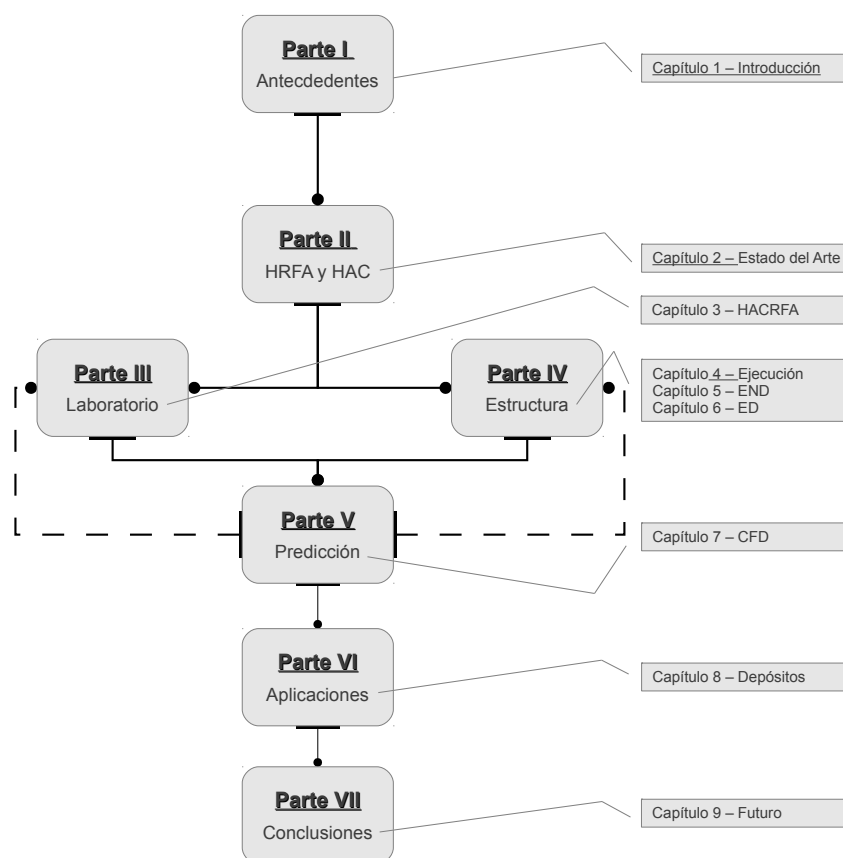 Parte I
Antecdedentes
Capítulo 1 – Introducción
Parte II
HRFA y HAC
Capítulo 2 – Estado del Arte
Capítulo 3 – HACRFA
Parte III
Laboratorio
Parte IV
Estructura
Capítulo 4 – Ejecución
Capítulo 5 – END
Capítulo 6 – ED
Parte V
Predicción
Capítulo 7 – CFD
Parte VI
Aplicaciones
Capítulo 8 – Depósitos
Parte VII
Conclusiones
Capítulo 9 – Futuro